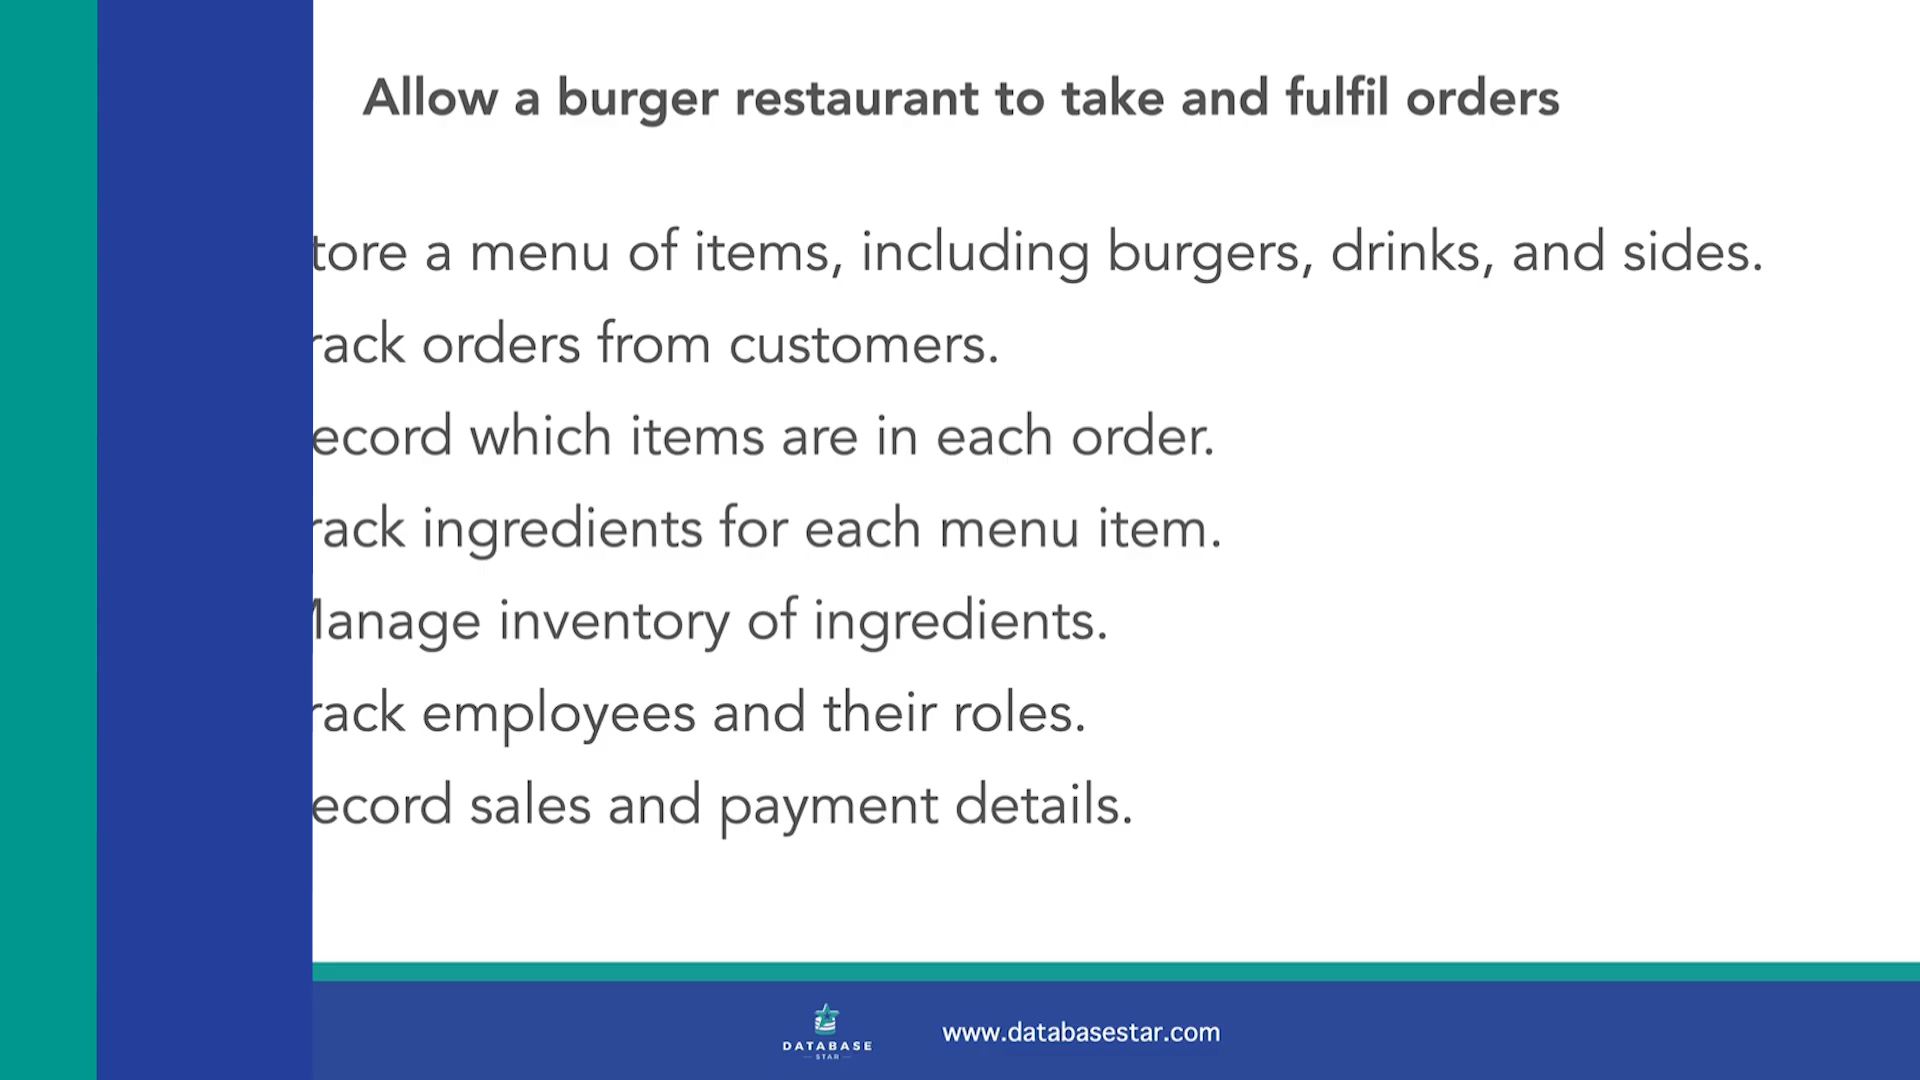 Allow a burger restaurant to take and fulfil orders
tore a menu of items, including burgers, drinks, and sides.
rack orders from customers.
ecord which items are in each order.
rack ingredients for each menu item.
Manage inventory of ingredients.
rack employees and their roles.
ecord sales and payment details.
DATABASE
STAR
www.databasestar.com